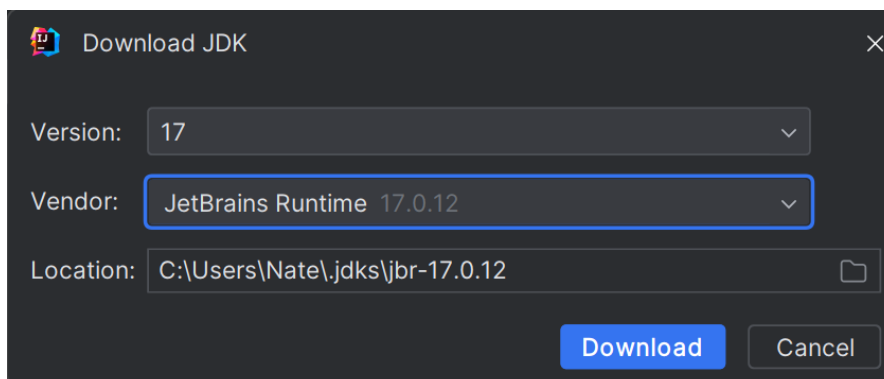 Download JDK
Version: 17
Vendor: JetBrains Runtime 17.0.12
Location: C:\Users\Nate\.jdks\jbr-17.0.12
Download Cancel